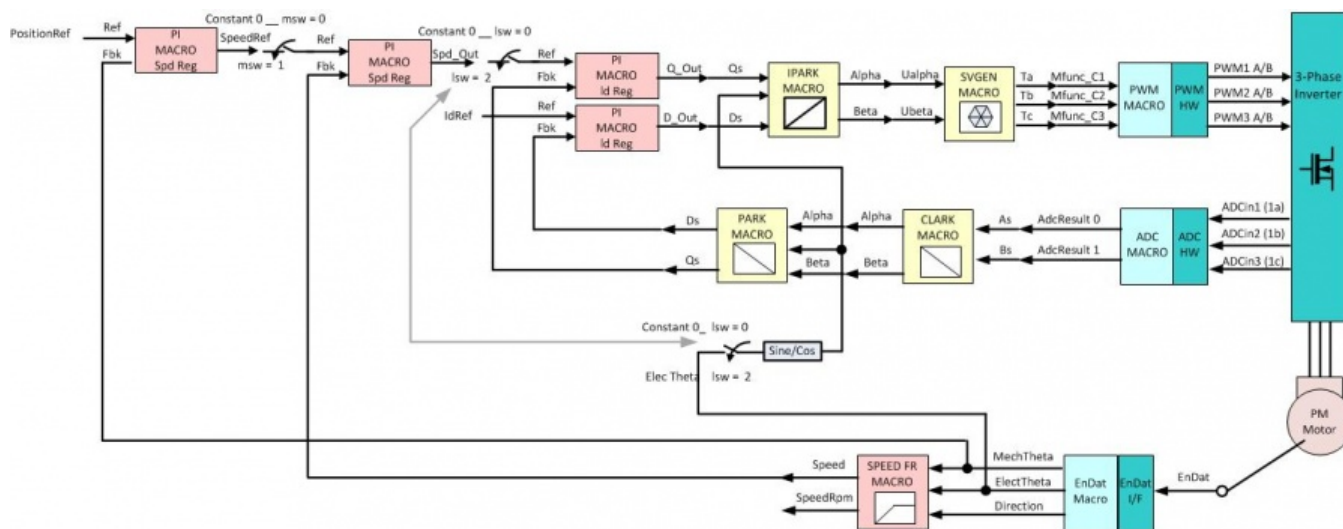 PositionRef
Ref
Fbk
PI
MACRO
Spd Reg
Constant 0 __ msw = 0
SpeedRef
msw = 1
Ref
Fbk
PI
MACRO
Spd Reg
Constant 0 __ lsw = 0
Spd_Out
lsw = 2
Ref
Fbk
PI
MACRO
Id Reg
Q_Out
Qs
IdRef
Ref
Fbk
PI
MACRO
Id Reg
D_Out
Ds
IPARK
MACRO
Alpha
Ualpha
Beta
Ubeta
SVGEN
MACRO
Ta
Mfunc_C1
Tb
Mfunc_C2
Tc
Mfunc_C3
PWM
MACRO
PWM
HW
PWM1 A/B
PWM2 A/B
PWM3 A/B
3-Phase
Inverter
Ds
Qs
PARK
MACRO
Alpha
Alpha
Beta
Beta
CLARK
MACRO
As
AdcResult 0
Bs
AdcResult 1
ADC
MACRO
ADC
HW
ADCin1 (1a)
ADCin2 (1b)
ADCin3 (1c)
Constant 0_ lsw = 0
Sine/Cos
Elec Theta
lsw = 2
PM
Motor
Speed
SpeedRpm
SPEED FR
MACRO
MechTheta
ElectTheta
Direction
EnDat
Macro
EnDat
I/F
EnDat